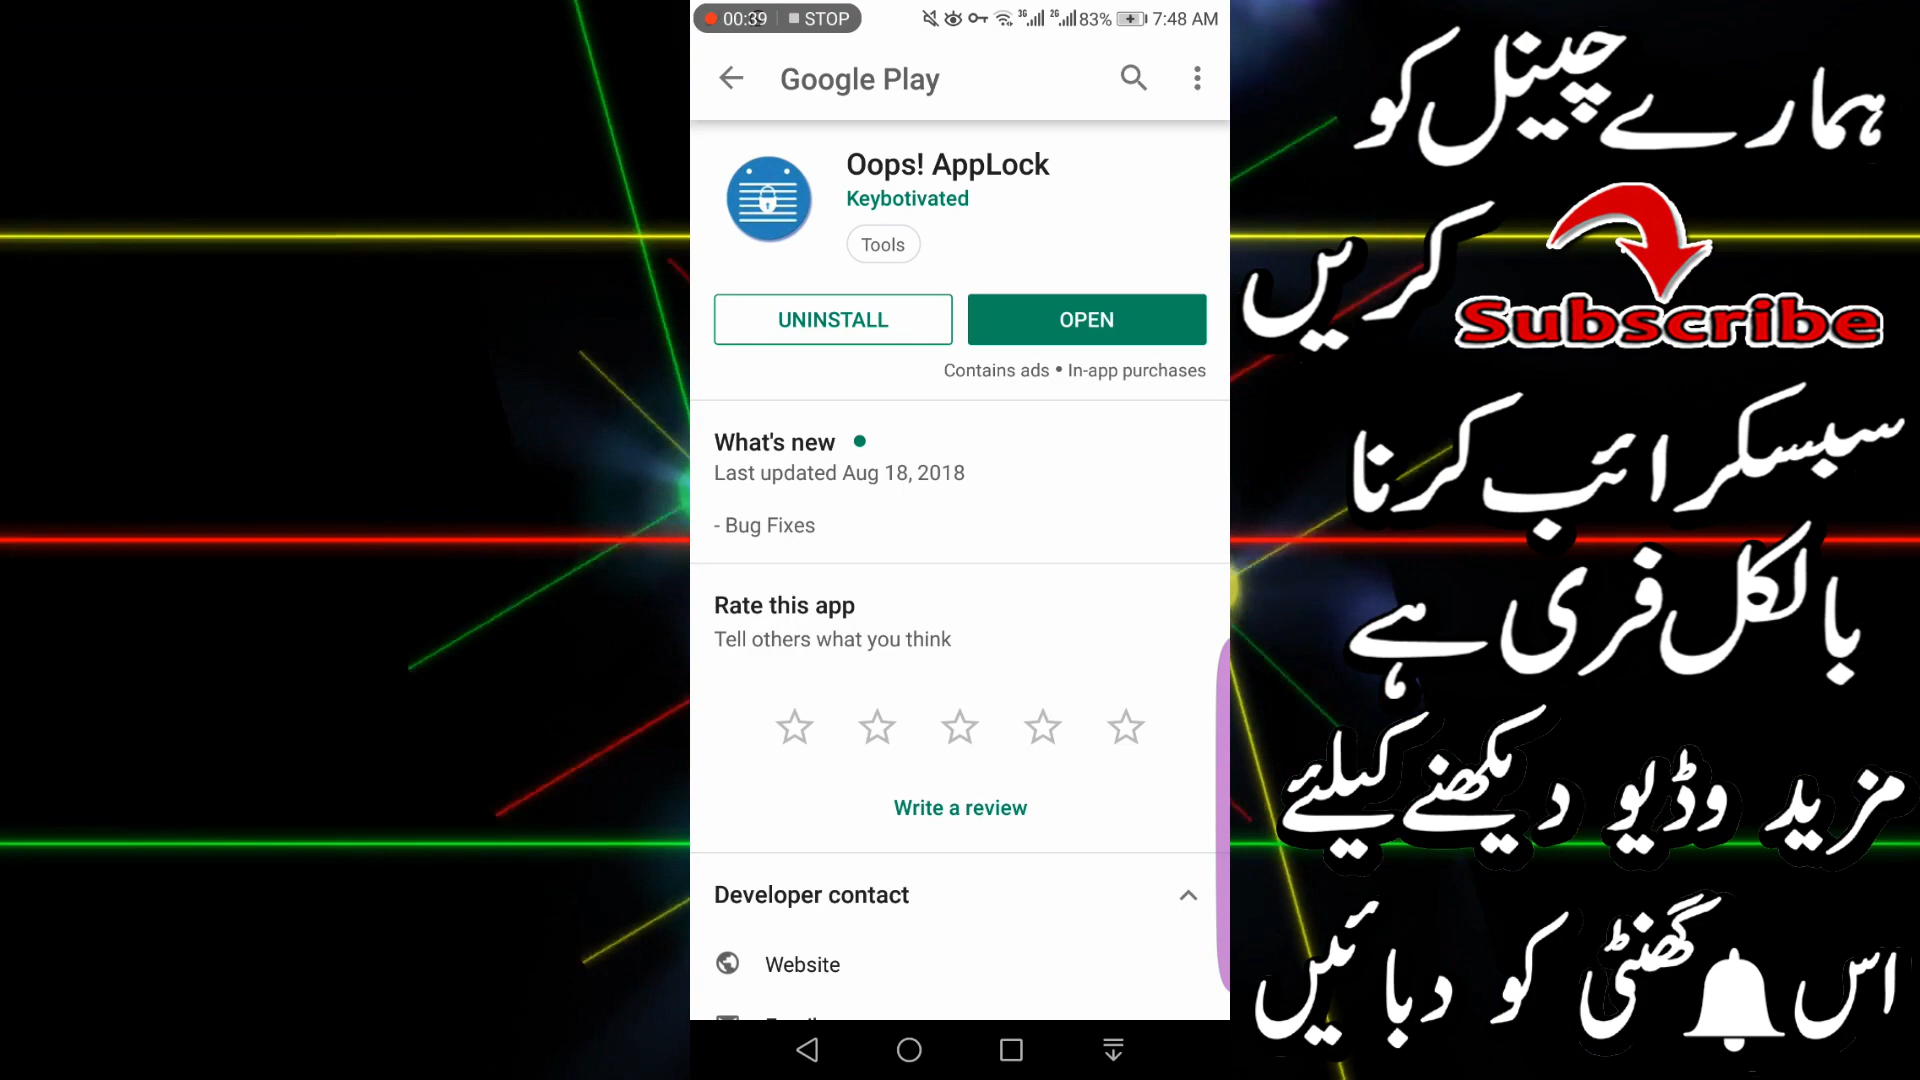 00:39 STOP 3G 2G 83% 7:48 AM
Google Play
Oops! AppLock
Keybotivated
Tools
UNINSTALL OPEN
Contains ads • In-app purchases
What's new
Last updated Aug 18, 2018
- Bug Fixes
Rate this app
Tell others what you think
Write a review
Developer contact
Website
ہمارے چینل کو
Subscribe کریں
سبسکرائب کرنا
بالکل فری ہے
مزید وڈیو دیکھنے کیلئے
اس گھنٹی کو دبائیں